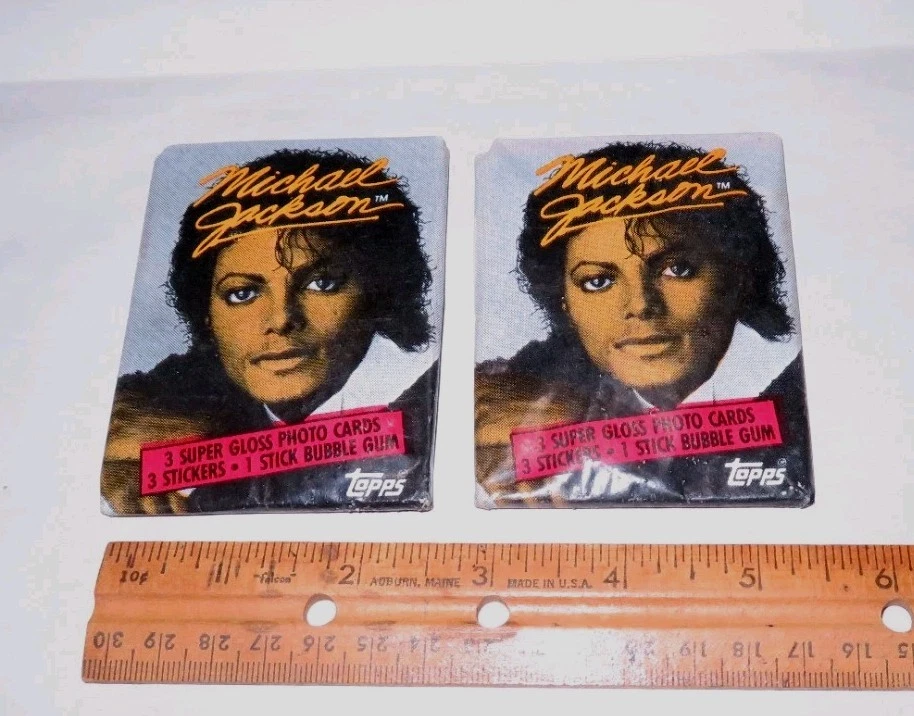 Michael
Jackson™
3 SUPER GLOSS PHOTO CARDS
3 STICKERS • 1 STICK BUBBLE GUM
Topps®
Michael
Jackson™
3 SUPER GLOSS PHOTO CARDS
3 STICKERS • 1 STICK BUBBLE GUM
Topps®
10¢ "falcon" 2 AUBURN, MAINE 3 MADE IN U.S.A. 4 5 6
30 29 28 27 26 25 24 20 19 18 17 16 15